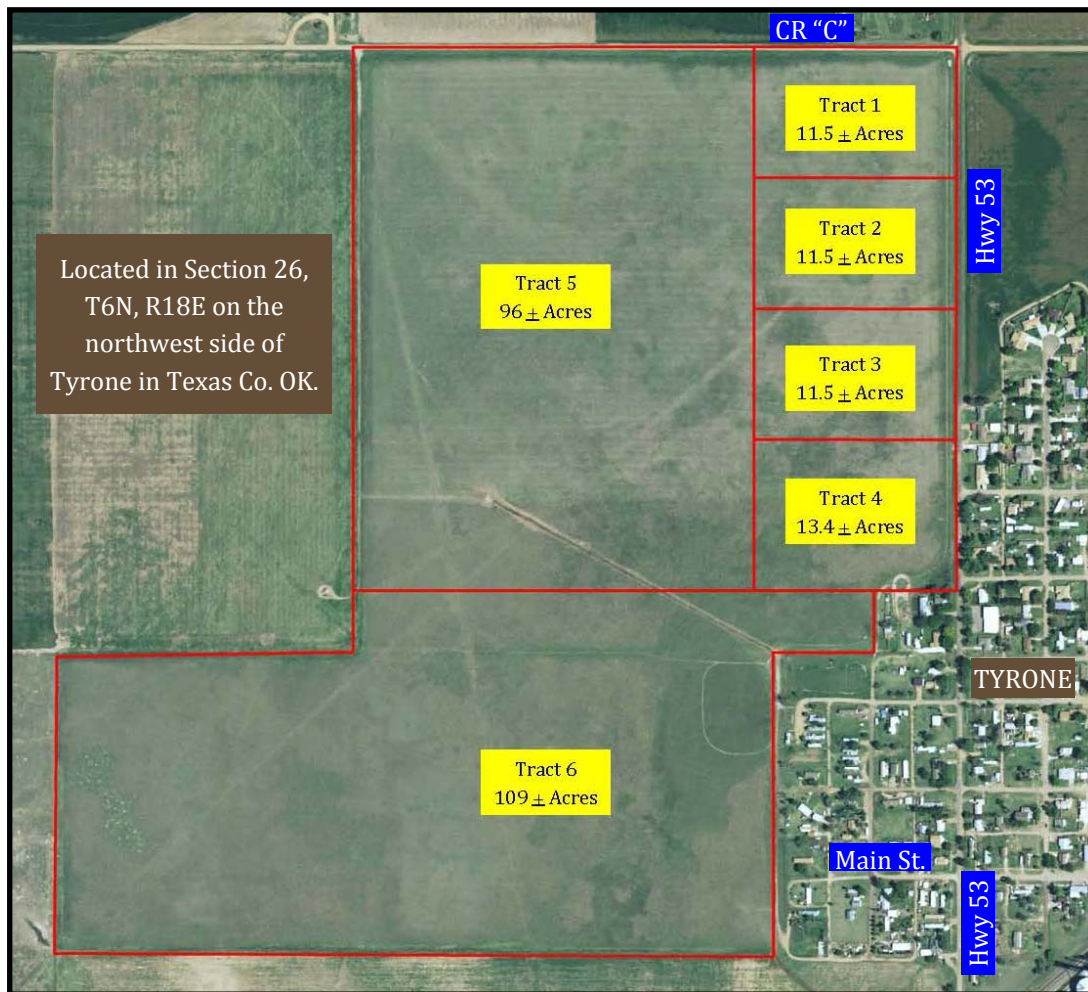 CR “C”
Tract 1
11.5 ± Acres
Hwy 53
Tract 2
11.5 ± Acres
Located in Section 26,
T6N, R18E on the
northwest side of
Tyrone in Texas Co. OK.
Tract 5
96 ± Acres
Tract 3
11.5 ± Acres
Tract 4
13.4 ± Acres
TYRONE
Tract 6
109 ± Acres
Main St.
Hwy 53